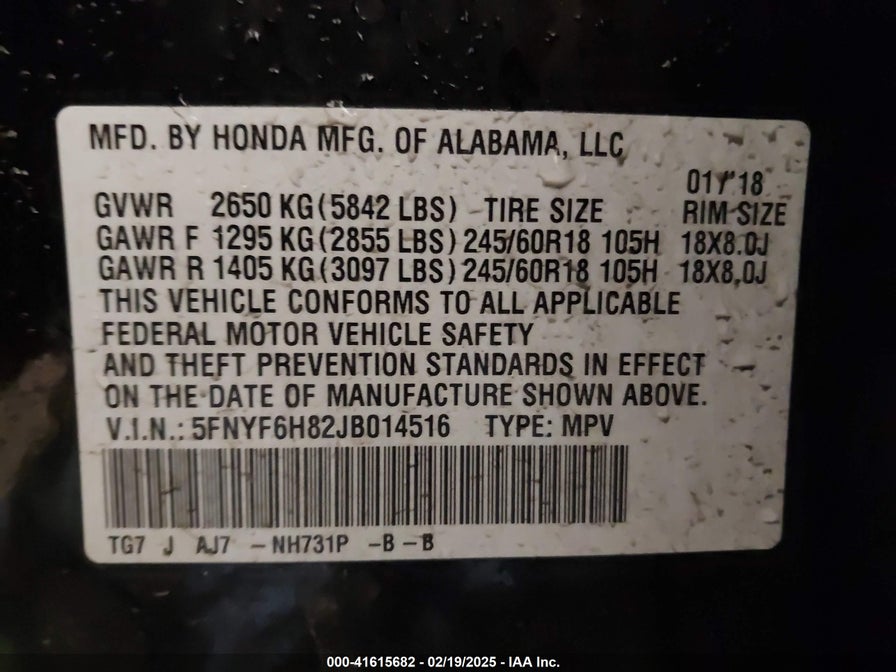 MFD. BY HONDA MFG. OF ALABAMA, LLC
01/'18
GVWR 2650 KG(5842 LBS) TIRE SIZE RIM SIZE
GAWR F 1295 KG(2855 LBS) 245/60R18 105H 18X8.0J
GAWR R 1405 KG(3097 LBS) 245/60R18 105H 18X8.0J
THIS VEHICLE CONFORMS TO ALL APPLICABLE
FEDERAL MOTOR VEHICLE SAFETY
AND THEFT PREVENTION STANDARDS IN EFFECT
ON THE DATE OF MANUFACTURE SHOWN ABOVE.
V.I.N.: 5FNYF6H82JB014516 TYPE: MPV
TG7 J AJ7 -NH731P -B -B
000-41615682 - 02/19/2025 - IAA Inc.